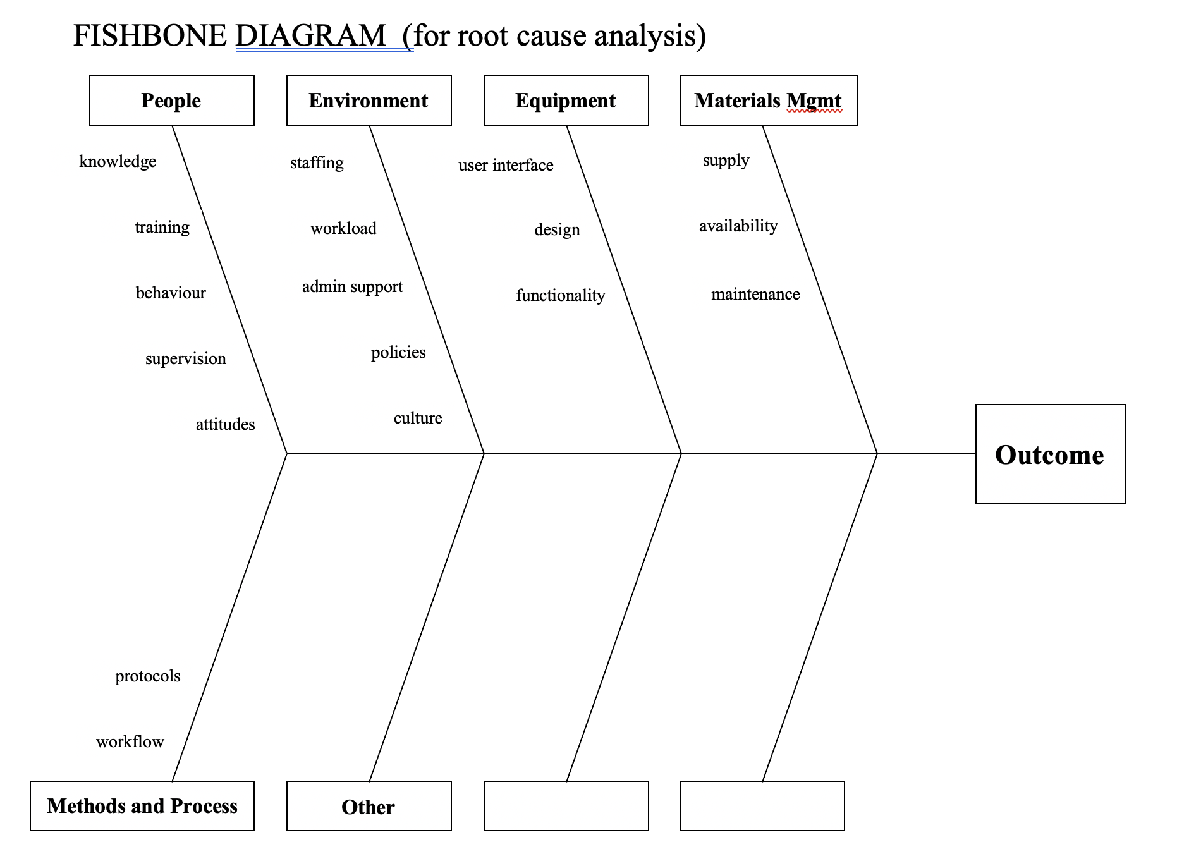 FISHBONE DIAGRAM (for root cause analysis)
People
Environment
Equipment
Materials Mgmt
knowledge
training
behaviour
supervision
attitudes
staffing
workload
admin support
policies
culture
user interface
design
functionality
supply
availability
maintenance
Outcome
protocols
workflow
Methods and Process
Other